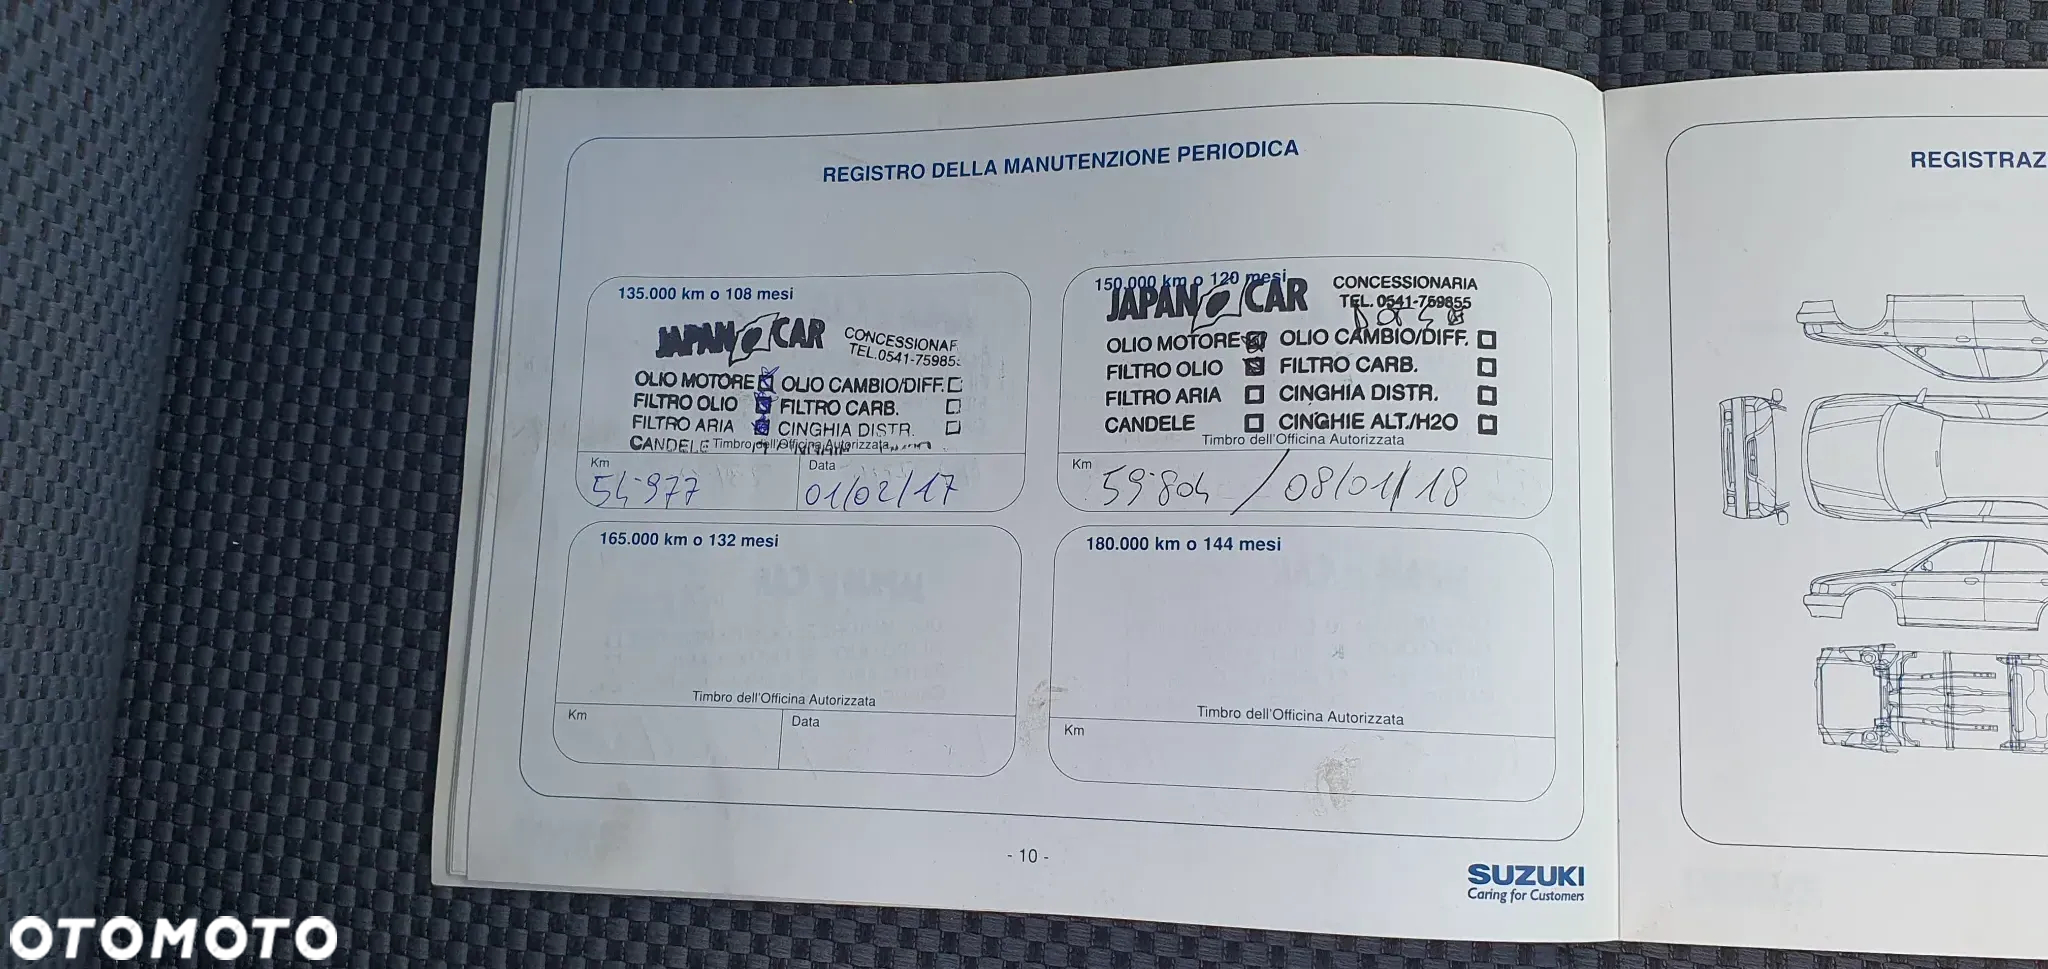 REGISTRO DELLA MANUTENZIONE PERIODICA
135.000 km o 108 mesi
JAPAN CAR CONCESSIONAR
TEL.0541-75985
OLIO MOTORE OLIO CAMBIO/DIFF.
FILTRO OLIO FILTRO CARB.
FILTRO ARIA CINGHIA DISTR.
CANDELE Timbro dell'Officina Autorizzata
Km 54.977 Data 01/02/17
150.000 km o 120 mesi
JAPAN CAR CONCESSIONARIA
TEL. 0541-759855
OLIO MOTORE OLIO CAMBIO/DIFF.
FILTRO OLIO FILTRO CARB.
FILTRO ARIA CINGHIA DISTR.
CANDELE CINGHIE ALT./H2O
Timbro dell'Officina Autorizzata
Km 59.804 / 08/01/18
165.000 km o 132 mesi
Timbro dell'Officina Autorizzata
Km Data
180.000 km o 144 mesi
Timbro dell'Officina Autorizzata
Km
- 10 -
SUZUKI
Caring for Customers
REGISTRAZ
OTOMOTO